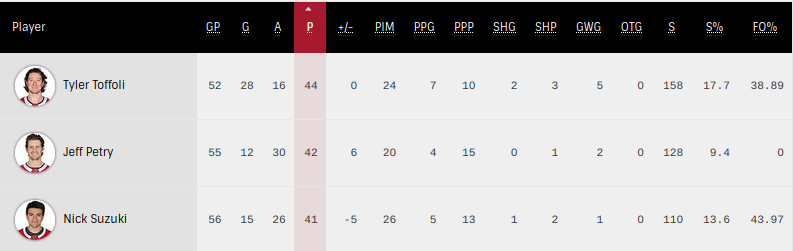 Player GP G A P +/- PIM PPG PPP SHG SHP GWG OTG S S% FO%
Tyler Toffoli 52 28 16 44 0 24 7 10 2 3 5 0 158 17.7 38.89
Jeff Petry 55 12 30 42 6 20 4 15 0 1 2 0 128 9.4 0
Nick Suzuki 56 15 26 41 -5 26 5 13 1 2 1 0 110 13.6 43.97